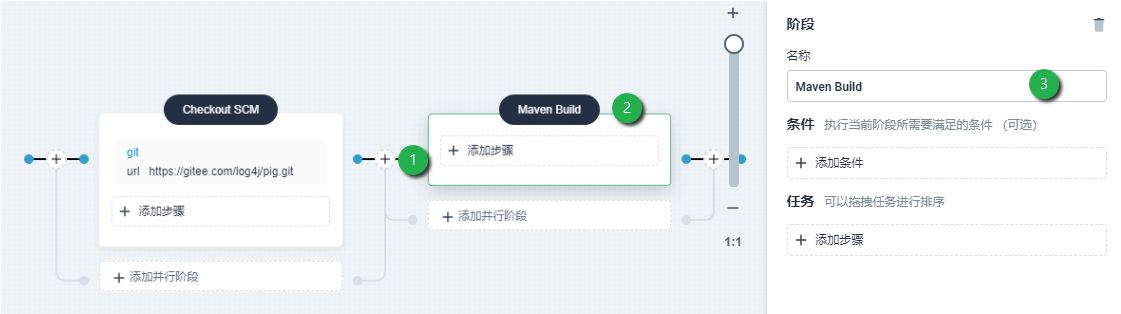 Checkout SCM
git
url https://gitee.com/log4j/pig.git
+ 添加步骤
+ 添加并行阶段
1
Maven Build
2
+ 添加步骤
+ 添加并行阶段
1:1
阶段
名称
Maven Build
3
条件 执行当前阶段所需要满足的条件 (可选)
+ 添加条件
任务 可以拖拽任务进行排序
+ 添加步骤